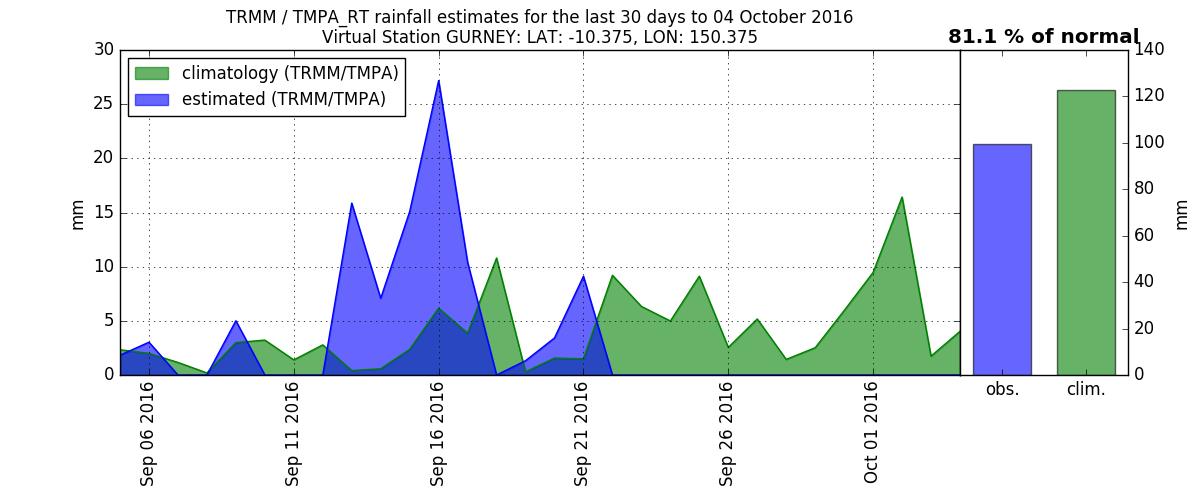 TRMM / TMPA_RT rainfall estimates for the last 30 days to 04 October 2016
Virtual Station GURNEY: LAT: -10.375, LON: 150.375
81.1 % of normal
climatology (TRMM/TMPA)
estimated (TRMM/TMPA)
mm
30
25
20
15
10
5
0
Sep 06 2016
Sep 11 2016
Sep 16 2016
Sep 21 2016
Sep 26 2016
Oct 01 2016
140
120
100
80
60
40
20
0
mm
obs.
clim.